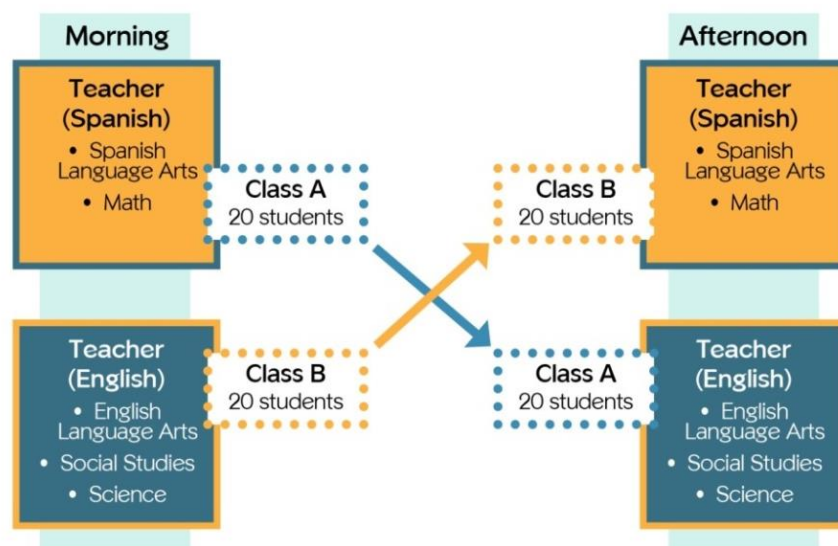 Morning
Afternoon
Teacher
(Spanish)
• Spanish
Language Arts
• Math
Class A
20 students
Class B
20 students
Teacher
(Spanish)
• Spanish
Language Arts
• Math
Teacher
(English)
• English
Language Arts
• Social Studies
• Science
Class B
20 students
Class A
20 students
Teacher
(English)
• English
Language Arts
• Social Studies
• Science